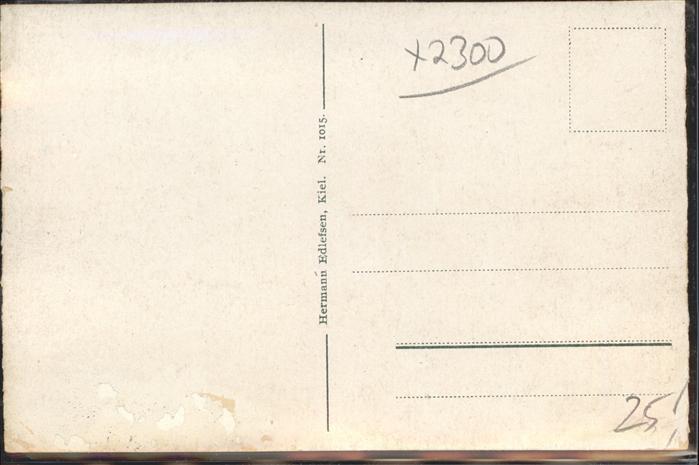 x2300
Hermann Edlefsen, Kiel. Nr. 1015.
25,